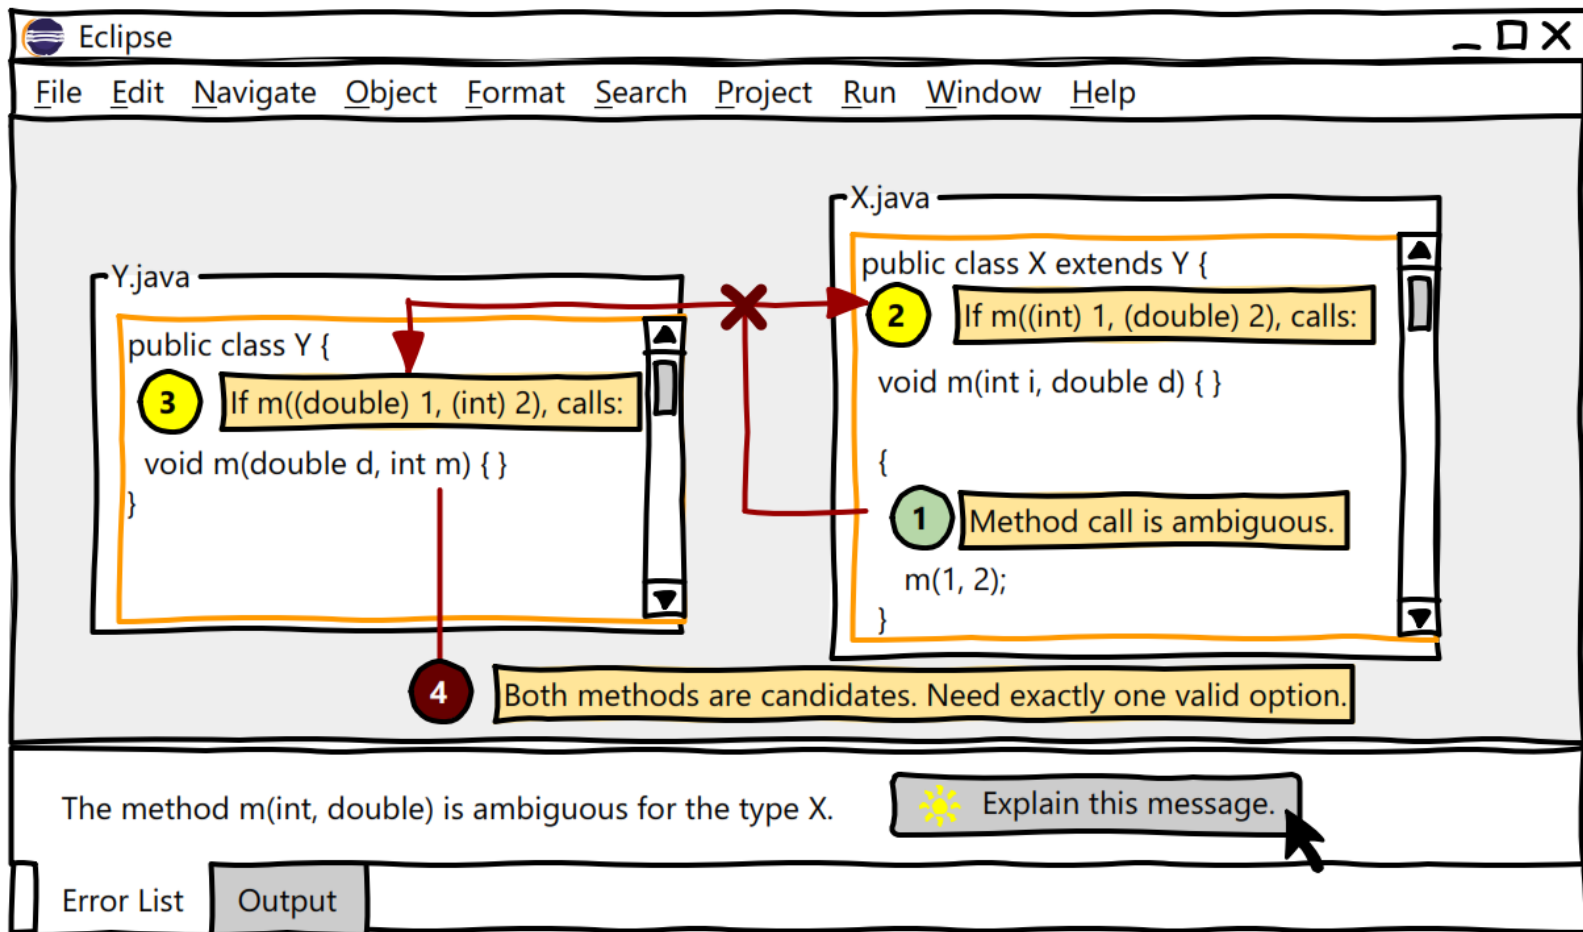 Eclipse
File Edit Navigate Object Format Search Project Run Window Help
Y.java
public class Y {
3
If m((double) 1, (int) 2), calls:
void m(double d, int m) { }
}
X.java
public class X extends Y {
2
If m((int) 1, (double) 2), calls:
void m(int i, double d) { }
{
1
Method call is ambiguous.
m(1, 2);
}
4
Both methods are candidates. Need exactly one valid option.
The method m(int, double) is ambiguous for the type X.
Explain this message.
Error List
Output